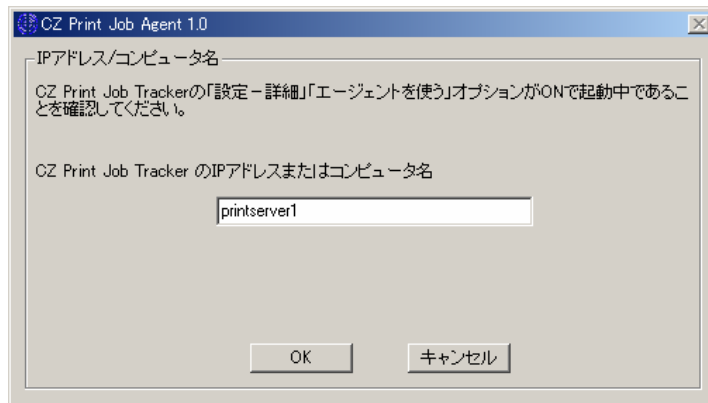 CZ Print Job Agent 1.0
IPアドレス/コンピュータ名
CZ Print Job Trackerの「設定－詳細」「エージェントを使う」オプションがONで起動中であるこ
とを確認してください。
CZ Print Job Tracker のIPアドレスまたはコンピュータ名
printserver1
OK
キャンセル